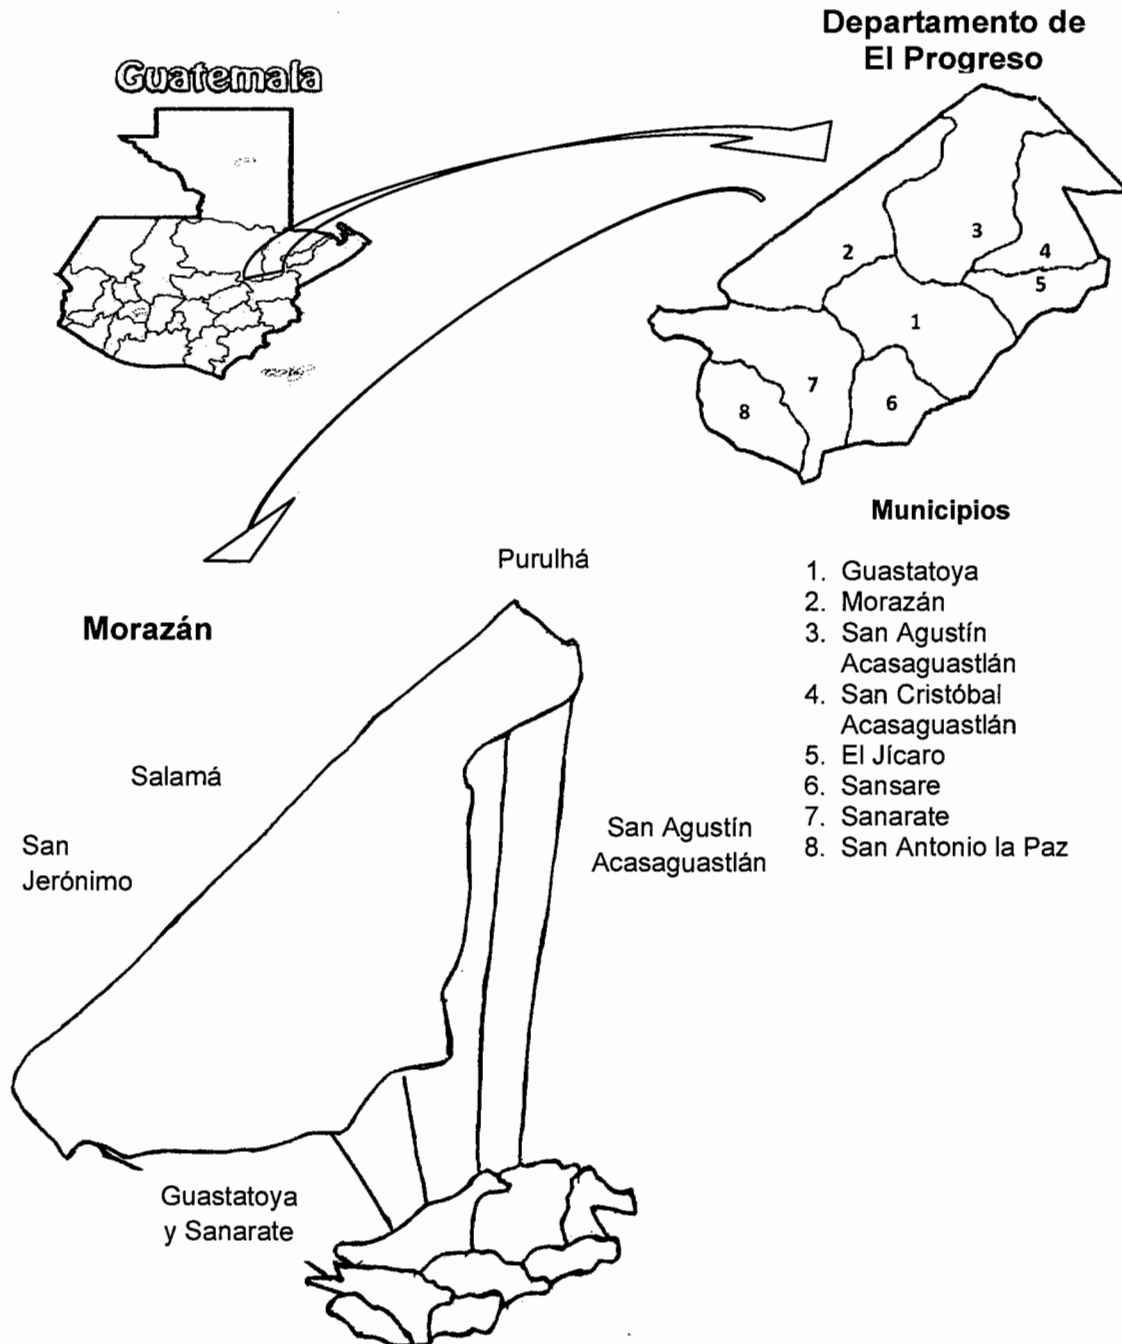 Departamento de
El Progreso
Guatemala
3
2
4
5
1
7
6
8
Municipios
1. Guastatoya
2. Morazán
3. San Agustín
Acasaguastlán
4. San Cristóbal
Acasaguastlán
5. El Jícaro
6. Sansare
7. Sanarate
8. San Antonio la Paz
Purulhá
Morazán
Salamá
San
Jerónimo
San Agustín
Acasaguastlán
Guastatoya
y Sanarate